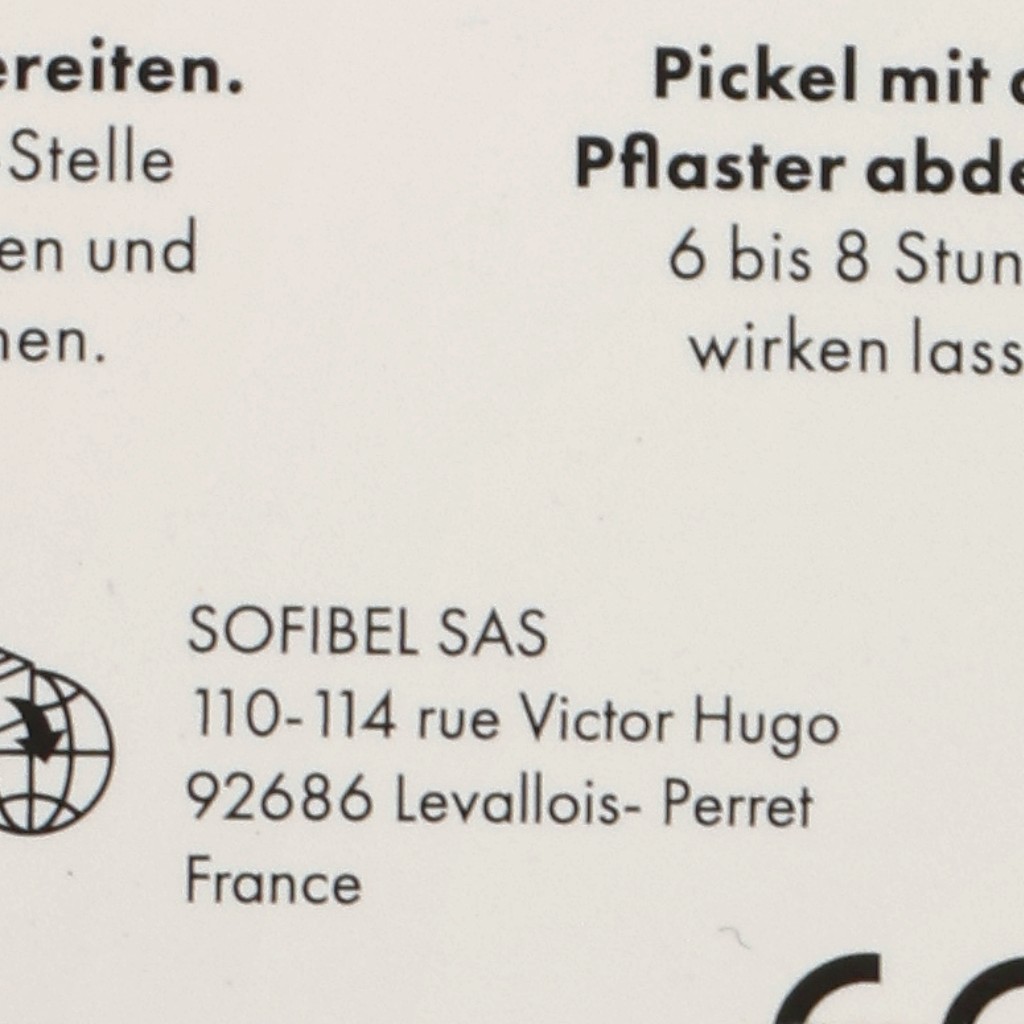 ereiten.
-Stelle
en und
nen.
Pickel mit
Pflaster abde
6 bis 8 Stun
wirken lass
SOFIBEL SAS
110-114 rue Victor Hugo
92686 Levallois- Perret
France